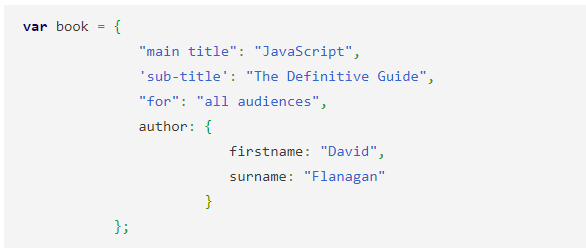 var book = {
"main title": "JavaScript",
'sub-title': "The Definitive Guide",
"for": "all audiences",
author: {
firstname: "David",
surname: "Flanagan"
}
};